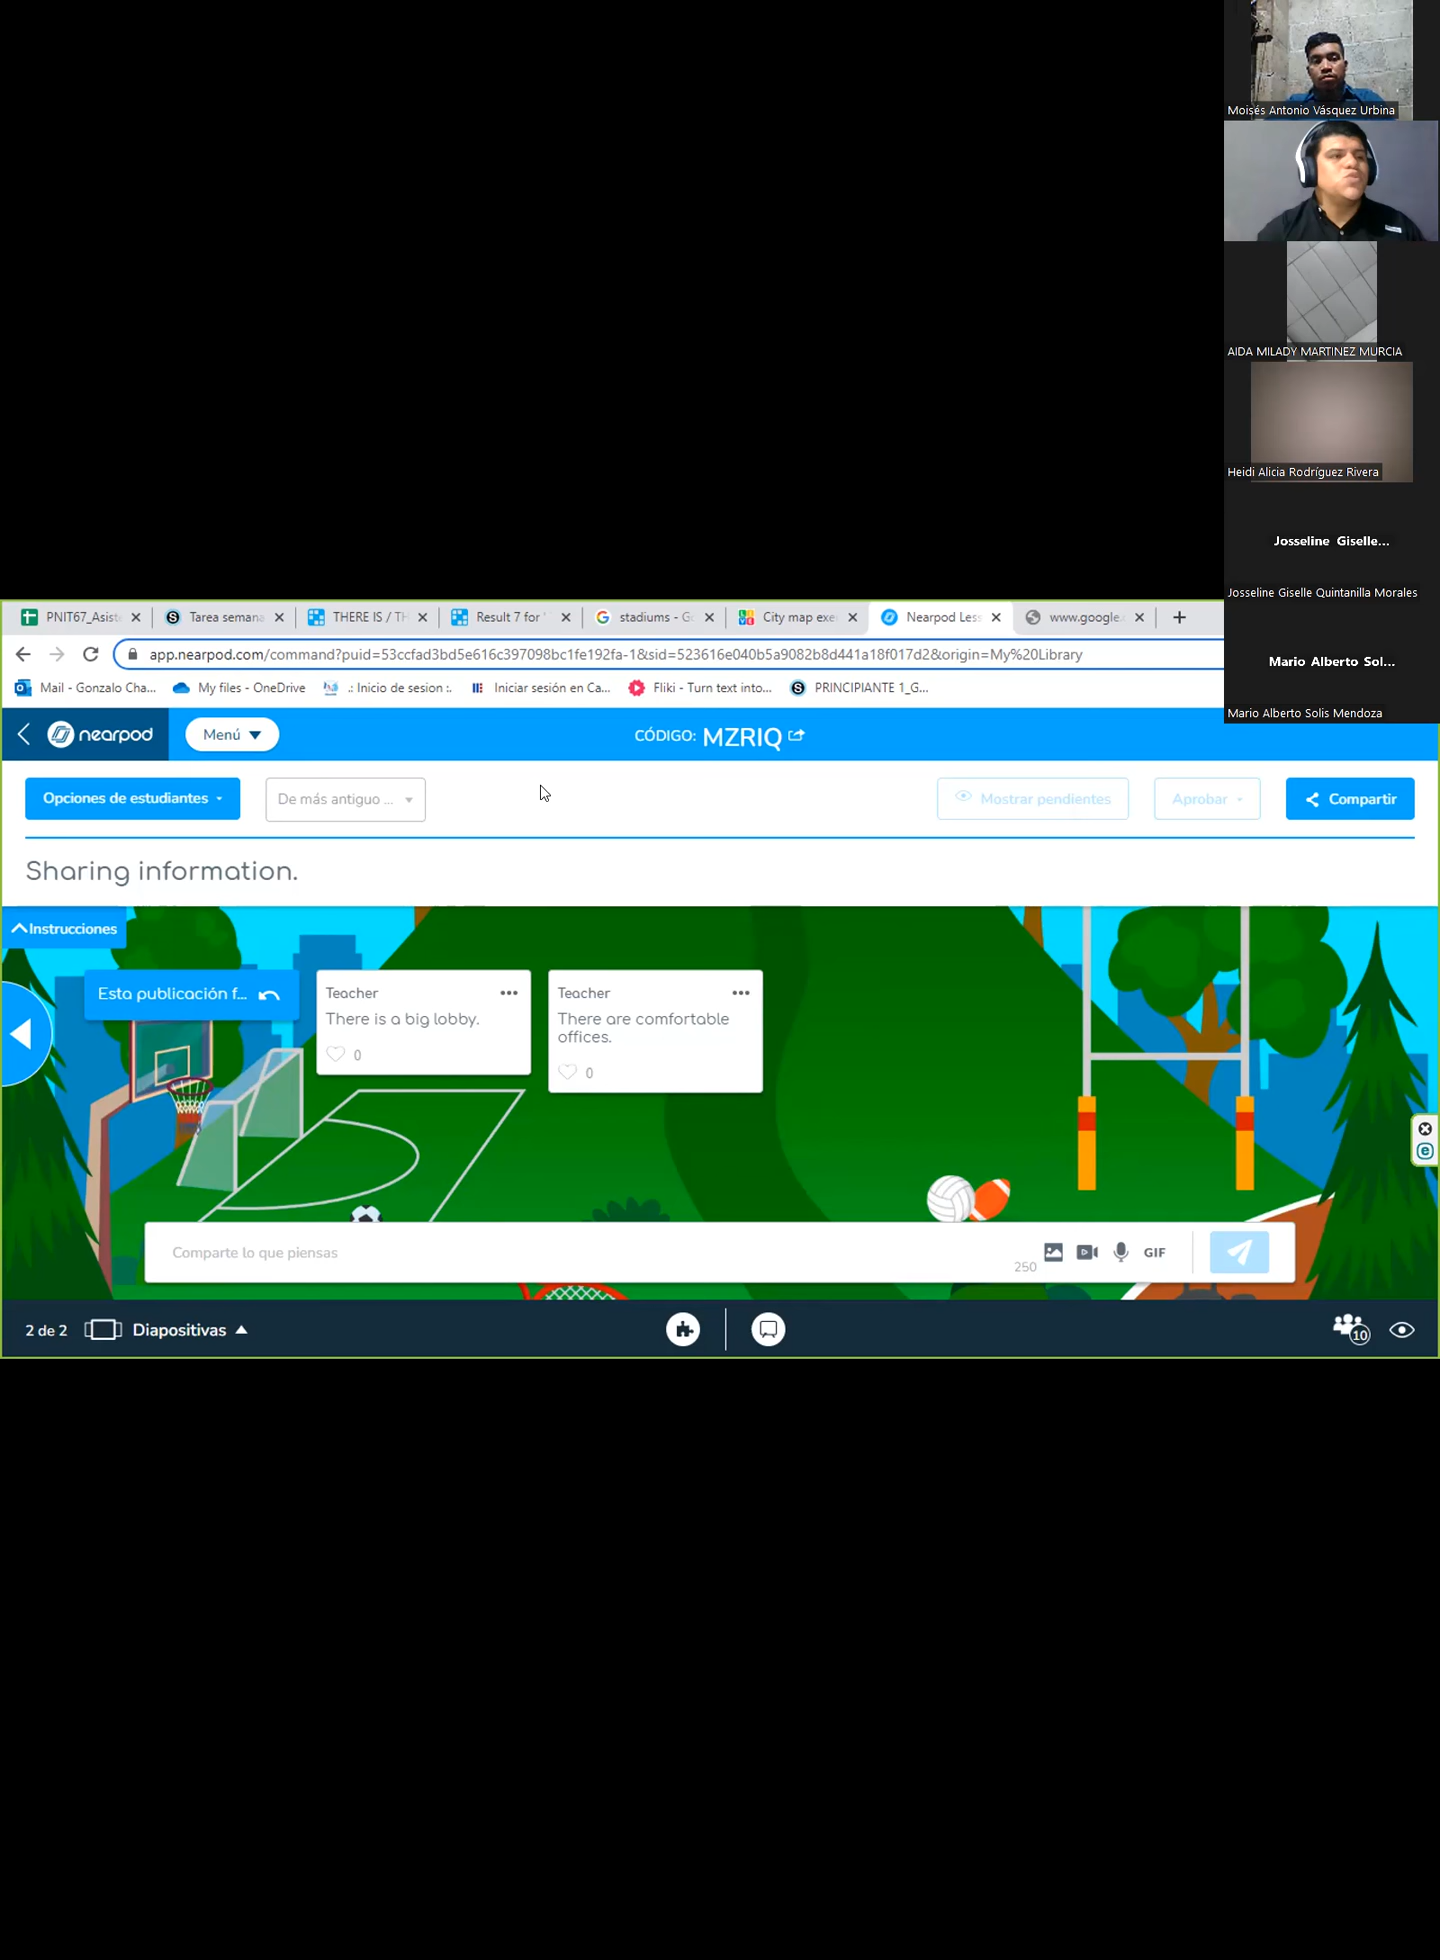 Moisés Antonio Vásquez Urbina
AIDA MILADY MARTINEZ MURCIA
Heidi Alicia Rodríguez Rivera
Josseline Giselle...
Josseline Giselle Quintanilla Morales
Mario Alberto Sol...
Mario Alberto Solis Mendoza
PNIT67_Asist
Tarea semana
THERE IS / TH
Result 7 for '
stadiums - Go
City map exer
Nearpod Less
www.google.c
app.nearpod.com/command?puid=53ccfad3bd5e616c397098bc1fe192fa-1&sid=523616e040b5a9082b8d441a18f017d2&origin=My%20Library
Mail - Gonzalo Cha...
My files - OneDrive
.: Inicio de sesion :.
Iniciar sesión en Ca...
Fliki - Turn text into...
PRINCIPIANTE 1_G...
nearpod
Menú
CÓDIGO: MZRIQ
Opciones de estudiantes
De más antiguo ...
Mostrar pendientes
Aprobar
Compartir
Sharing information.
Instrucciones
Esta publicación f...
Teacher
There is a big lobby.
0
Teacher
There are comfortable
offices.
0
Comparte lo que piensas
250
GIF
2 de 2
Diapositivas
10